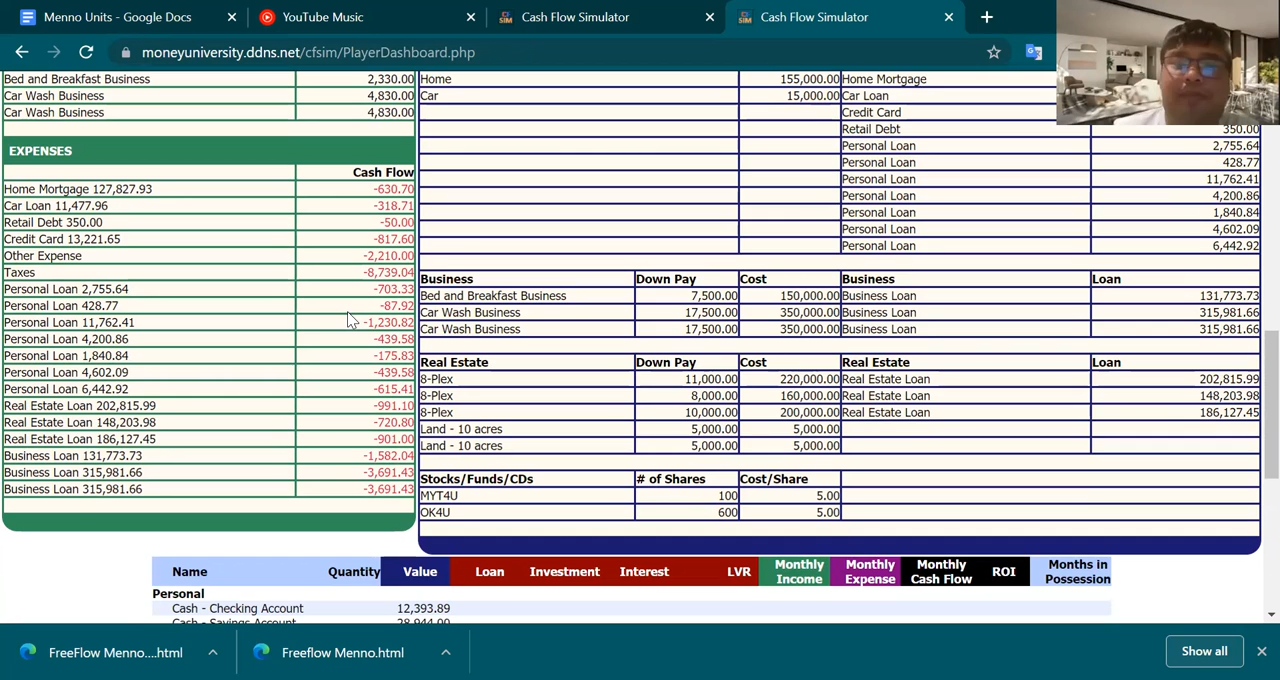 Menno Units - Google Docs
YouTube Music
Cash Flow Simulator
Cash Flow Simulator
moneyuniversity.ddns.net/cfsim/PlayerDashboard.php
Bed and Breakfast Business 2,330.00
Car Wash Business 4,830.00
Car Wash Business 4,830.00
EXPENSES
Cash Flow
Home Mortgage 127,827.93 -630.70
Car Loan 11,477.96 -318.71
Retail Debt 350.00 -50.00
Credit Card 13,221.65 -817.60
Other Expense -2,210.00
Taxes -8,739.04
Personal Loan 2,755.64 -703.33
Personal Loan 428.77 -87.92
Personal Loan 11,762.41 -1,230.82
Personal Loan 4,200.86 -439.58
Personal Loan 1,840.84 -175.83
Personal Loan 4,602.09 -439.58
Personal Loan 6,442.92 -615.41
Real Estate Loan 202,815.99 -991.10
Real Estate Loan 148,203.98 -720.80
Real Estate Loan 186,127.45 -901.00
Business Loan 131,773.73 -1,582.04
Business Loan 315,981.66 -3,691.43
Business Loan 315,981.66 -3,691.43
Home 155,000.00 Home Mortgage
Car 15,000.00 Car Loan
Credit Card
Retail Debt 350.00
Personal Loan 2,755.64
Personal Loan 428.77
Personal Loan 11,762.41
Personal Loan 4,200.86
Personal Loan 1,840.84
Personal Loan 4,602.09
Personal Loan 6,442.92
Business Down Pay Cost Business Loan
Bed and Breakfast Business 7,500.00 150,000.00 Business Loan 131,773.73
Car Wash Business 17,500.00 350,000.00 Business Loan 315,981.66
Car Wash Business 17,500.00 350,000.00 Business Loan 315,981.66
Real Estate Down Pay Cost Real Estate Loan
8-Plex 11,000.00 220,000.00 Real Estate Loan 202,815.99
8-Plex 8,000.00 160,000.00 Real Estate Loan 148,203.98
8-Plex 10,000.00 200,000.00 Real Estate Loan 186,127.45
Land - 10 acres 5,000.00 5,000.00
Land - 10 acres 5,000.00 5,000.00
Stocks/Funds/CDs # of Shares Cost/Share
MYT4U 100 5.00
OK4U 600 5.00
Name Quantity Value Loan Investment Interest LVR Monthly Income Monthly Expense Monthly Cash Flow ROI Months in Possession
Personal
Cash - Checking Account 12,393.89
Cash - Savings Account 28,944.00
FreeFlow Menno....html
Freeflow Menno.html
Show all